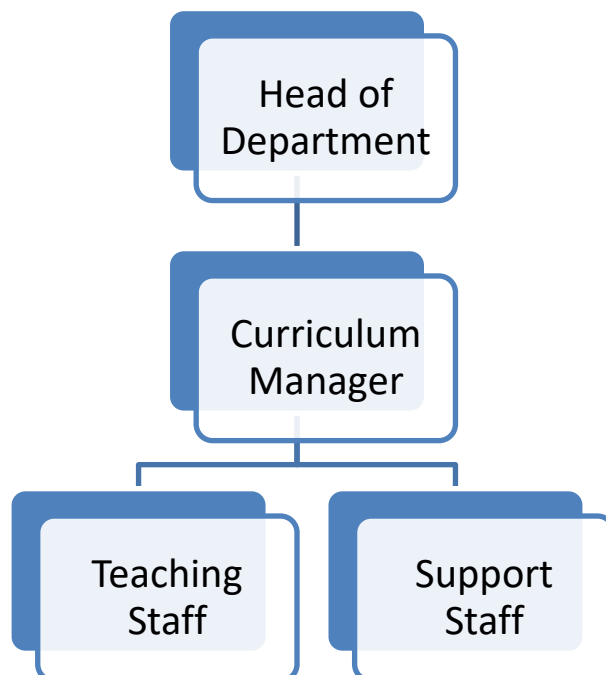 Head of
Department
Curriculum
Manager
Teaching
Staff
Support
Staff